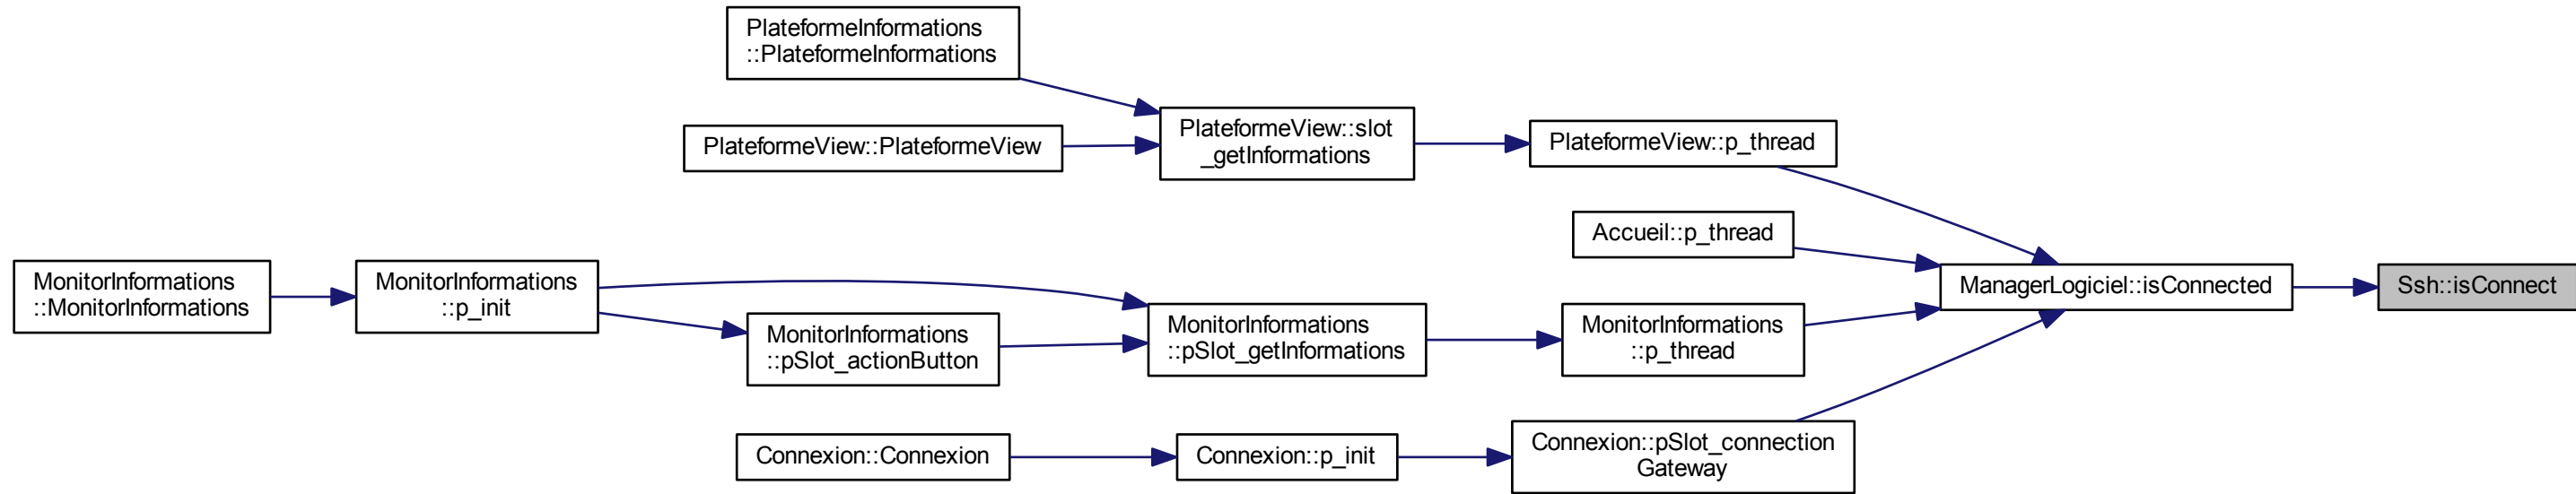 PlateformeInformations
::PlateformeInformations
PlateformeView::PlateformeView
PlateformeView::slot
_getInformations
PlateformeView::p_thread
Accueil::p_thread
MonitorInformations
::MonitorInformations
MonitorInformations
::p_init
MonitorInformations
::pSlot_actionButton
MonitorInformations
::pSlot_getInformations
MonitorInformations
::p_thread
ManagerLogiciel::isConnected
Ssh::isConnect
Connexion::Connexion
Connexion::p_init
Connexion::pSlot_connection
Gateway